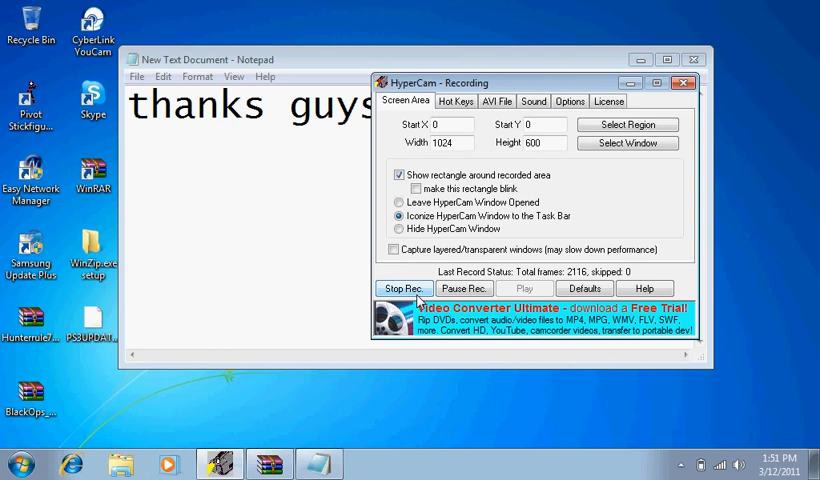 Recycle Bin
CyberLink
YouCam
Pivot
Stickfigu...
Skype
Easy Network
Manager
WinRAR
Samsung
Update Plus
WinZip.exe
setup
Hunterrule7...
PS3UPDAT...
BlackOps_...
New Text Document - Notepad
File Edit Format View Help
thanks guys
HyperCam - Recording
Screen Area Hot Keys AVI File Sound Options License
Start X 0 Start Y 0 Select Region
Width 1024 Height 600 Select Window
Show rectangle around recorded area
make this rectangle blink
Leave HyperCam Window Opened
Iconize HyperCam Window to the Task Bar
Hide HyperCam Window
Capture layered/transparent windows (may slow down performance)
Last Record Status: Total frames: 2116, skipped: 0
Stop Rec. Pause Rec. Play Defaults Help
Video Converter Ultimate - download a Free Trial!
Rip DVDs, convert audio/video files to MP4, MPG, WMV, FLV, SWF,
more. Convert HD, YouTube, camcorder videos, transfer to portable dev!
1:51 PM
3/12/2011